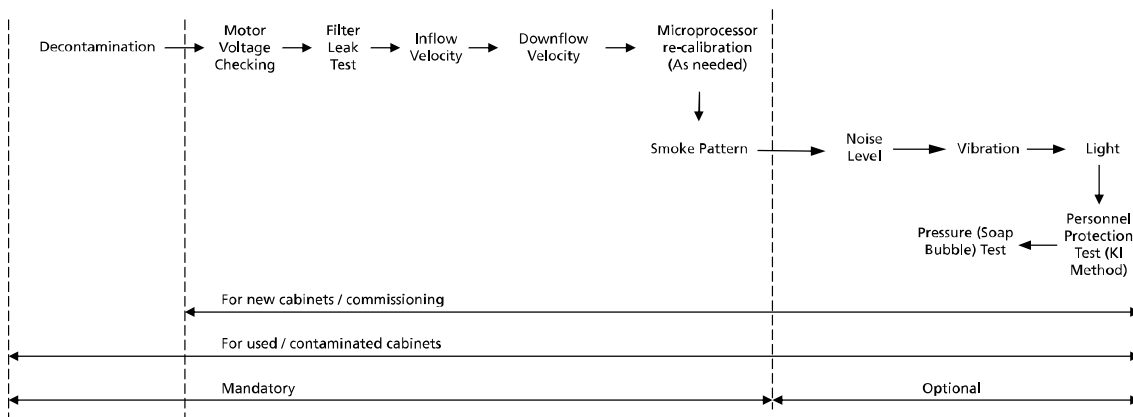 Decontamination
Motor
Voltage
Checking
Filter
Leak
Test
Inflow
Velocity
Downflow
Velocity
Microprocessor
re-calibration
(As needed)
Smoke Pattern
Noise
Level
Vibration
Light
Personnel
Protection
Test (KI
Method)
Pressure (Soap
Bubble) Test
For new cabinets / commissioning
For used / contaminated cabinets
Mandatory
Optional